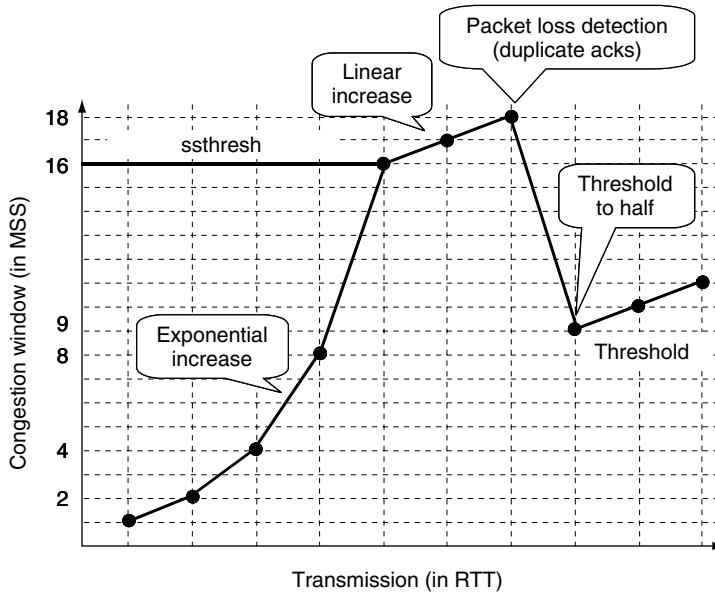 Packet loss detection
(duplicate acks)
Linear
increase
18
ssthresh
16
Threshold
to half
Congestion window (in MSS)
9
Exponential
increase
8
Threshold
4
2
Transmission (in RTT)